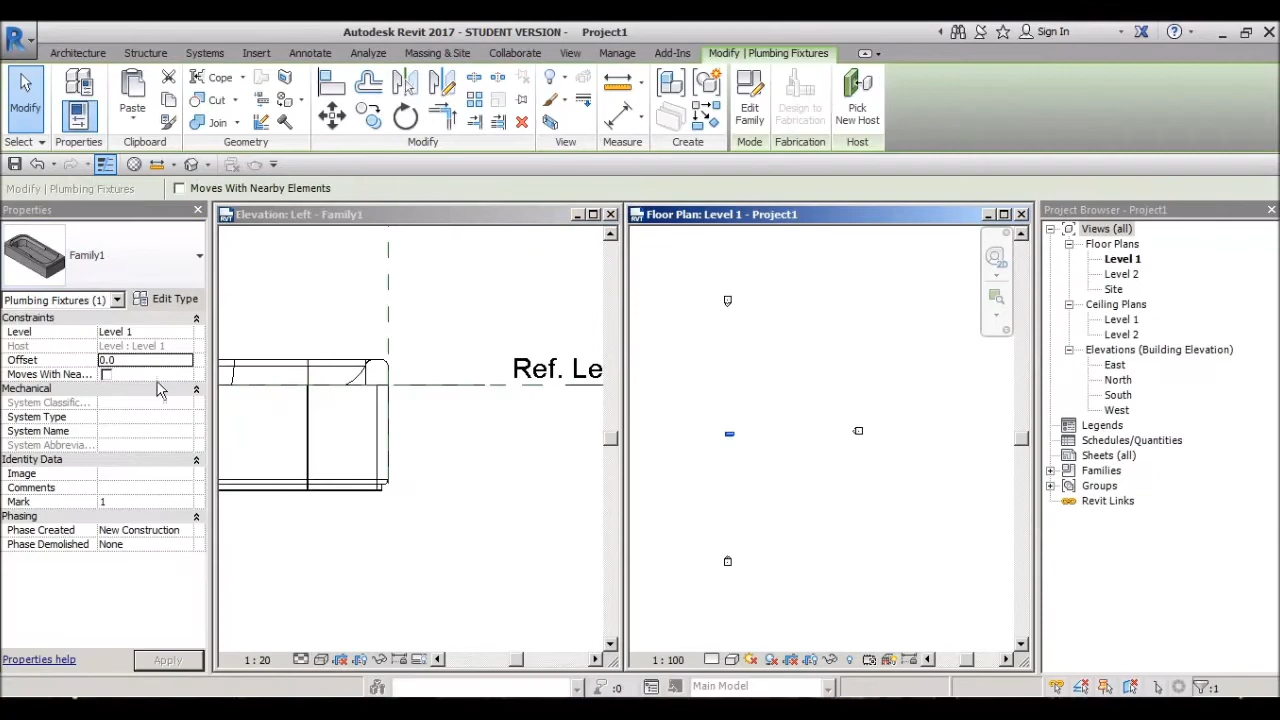 Autodesk Revit 2017 - STUDENT VERSION - Project1
Sign In
Architecture Structure Systems Insert Annotate Analyze Massing & Site Collaborate View Manage Add-Ins Modify | Plumbing Fixtures
Modify
Paste
Cope
Cut
Join
Edit Family
Design to Fabrication
Pick New Host
Select Properties Clipboard Geometry Modify View Measure Create Mode Fabrication Host
Modify | Plumbing Fixtures
Moves With Nearby Elements
Properties
Family1
Plumbing Fixtures (1)
Edit Type
Constraints
Level Level 1
Host Level : Level 1
Offset 0.0
Moves With Nea...
Mechanical
System Classific...
System Type
System Name
System Abbrevia...
Identity Data
Image
Comments
Mark 1
Phasing
Phase Created New Construction
Phase Demolished None
Properties help
Apply
Elevation: Left - Family1
Ref. Le
1 : 20
Floor Plan: Level 1 - Project1
2D
1 : 100
Project Browser - Project1
Views (all)
Floor Plans
Level 1
Level 2
Site
Ceiling Plans
Level 1
Level 2
Elevations (Building Elevation)
East
North
South
West
Legends
Schedules/Quantities
Sheets (all)
Families
Groups
Revit Links
:0
Main Model
:1